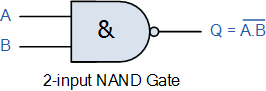 A
B
&
Q = A.B
2-input NAND Gate